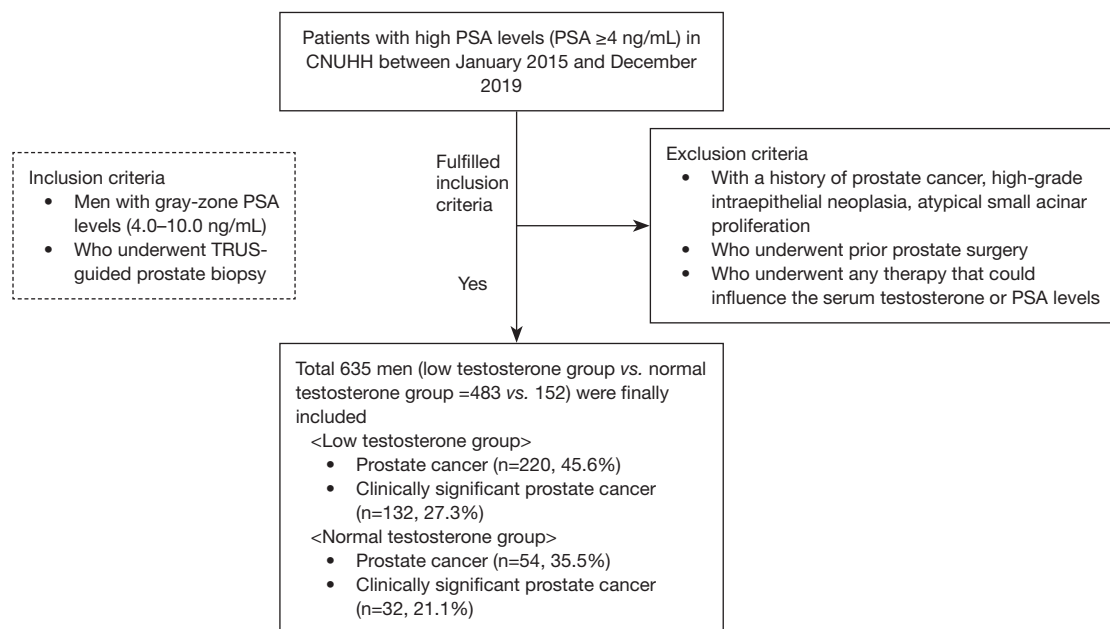 Patients with high PSA levels (PSA ≥4 ng/mL) in
CNUHH between January 2015 and December
2019
Inclusion criteria
• Men with gray-zone PSA
levels (4.0–10.0 ng/mL)
• Who underwent TRUS-
guided prostate biopsy
Fulfilled
inclusion
criteria
Yes
Exclusion criteria
• With a history of prostate cancer, high-grade
intraepithelial neoplasia, atypical small acinar
proliferation
• Who underwent prior prostate surgery
• Who underwent any therapy that could
influence the serum testosterone or PSA levels
Total 635 men (low testosterone group vs. normal
testosterone group =483 vs. 152) were finally
included
<Low testosterone group>
• Prostate cancer (n=220, 45.6%)
• Clinically significant prostate cancer
(n=132, 27.3%)
<Normal testosterone group>
• Prostate cancer (n=54, 35.5%)
• Clinically significant prostate cancer
(n=32, 21.1%)